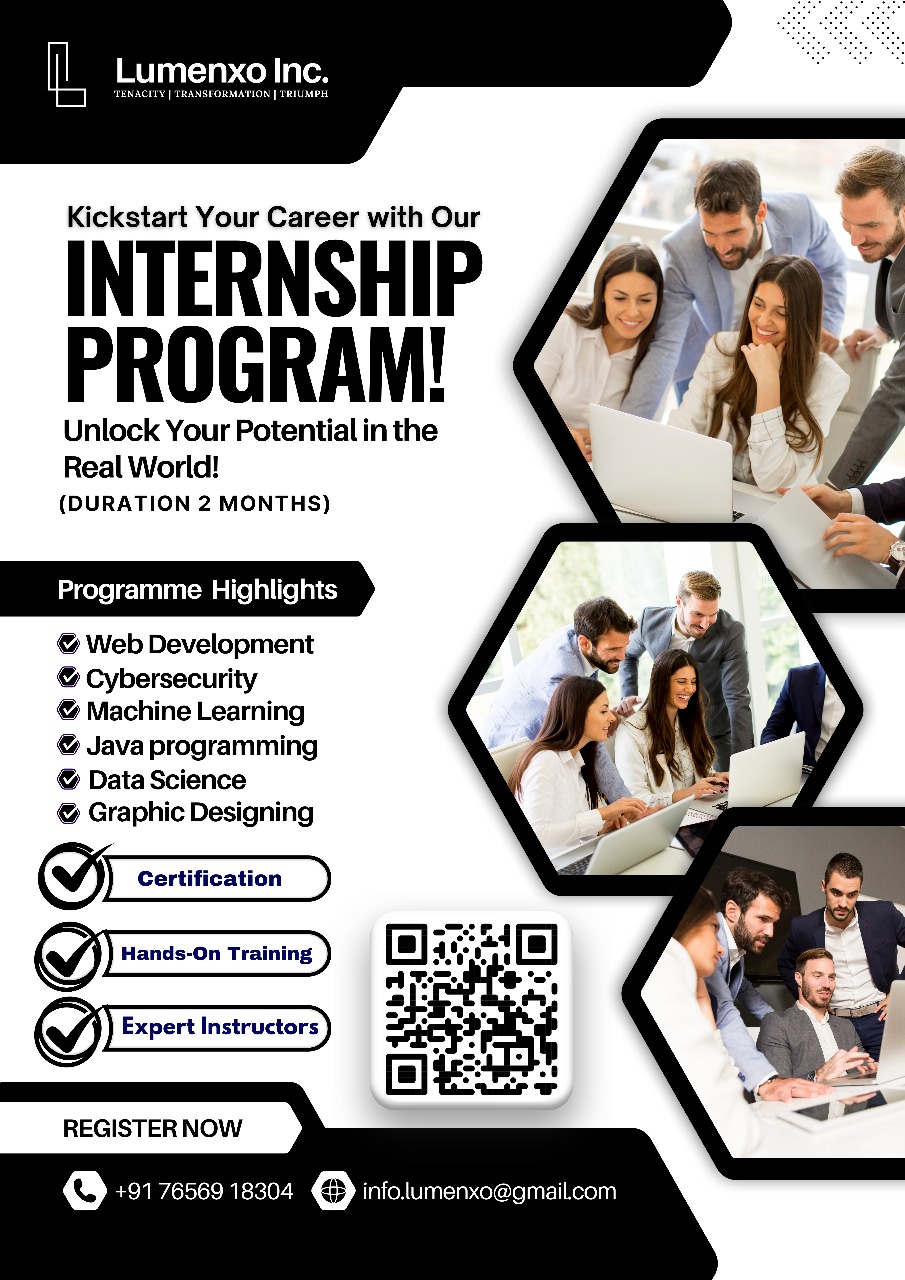 Lumenxo Inc.
TENACITY | TRANSFORMATION | TRIUMPH
Kickstart Your Career with Our
INTERNSHIP
PROGRAM!
Unlock Your Potential in the
Real World!
(DURATION 2 MONTHS)
Programme Highlights
Web Development
Cybersecurity
Machine Learning
Java programming
Data Science
Graphic Designing
Certification
Hands-On Training
Expert Instructors
REGISTER NOW
+91 76569 18304
info.lumenxo@gmail.com